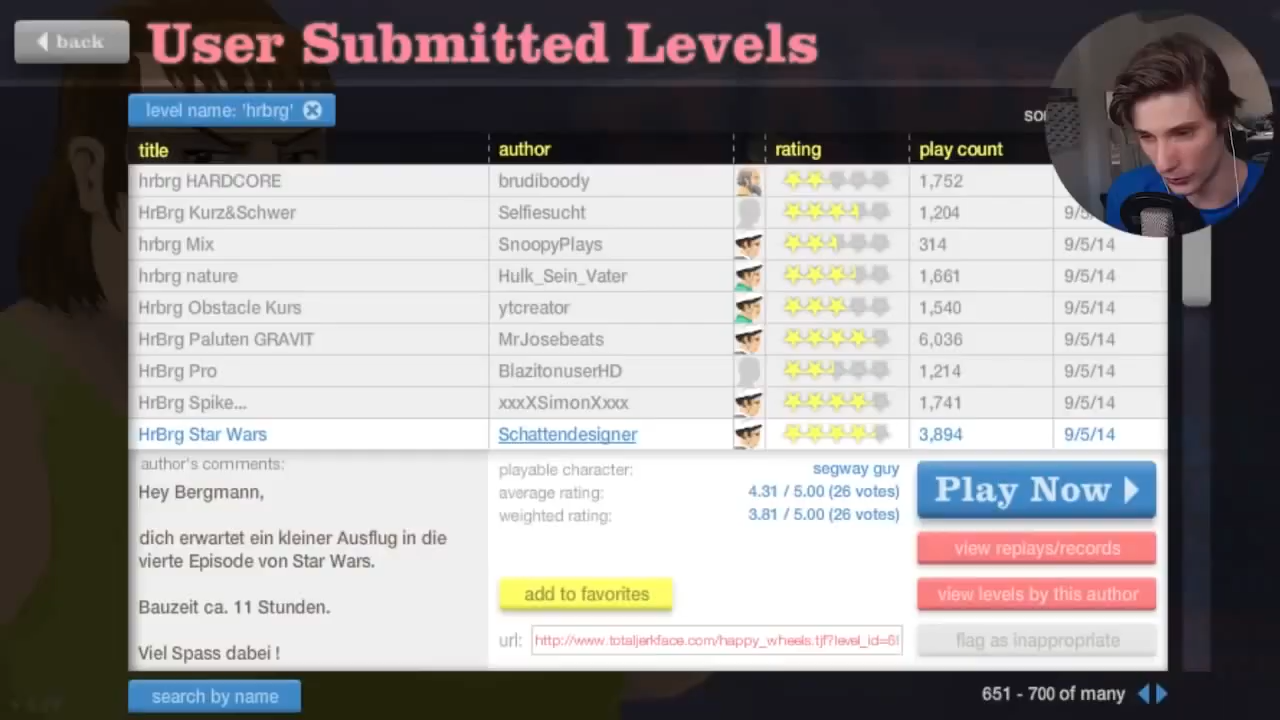 back
User Submitted Levels
level name: 'hrbrg'
title author rating play count
hrbrg HARDCORE brudiboody 1,752
HrBrg Kurz&Schwer Selfiesucht 1,204
hrbrg Mix SnoopyPlays 314 9/5/14
hrbrg nature Hulk_Sein_Vater 1,661 9/5/14
Hrbrg Obstacle Kurs ytcreator 1,540 9/5/14
HrBrg Paluten GRAVIT MrJosebeats 6,036 9/5/14
HrBrg Pro BlazitonuserHD 1,214 9/5/14
HrBrg Spike... xxxXSimonXxxx 1,741 9/5/14
HrBrg Star Wars Schattendesigner 3,894 9/5/14
author's comments:
Hey Bergmann,
dich erwartet ein kleiner Ausflug in die
vierte Episode von Star Wars.
Bauzeit ca. 11 Stunden.
Viel Spass dabei !
playable character: segway guy
average rating: 4.31 / 5.00 (26 votes)
weighted rating: 3.81 / 5.00 (26 votes)
add to favorites
url: http://www.totaljerkface.com/happy_wheels.tjf?level_id=6
Play Now
view replays/records
view levels by this author
flag as inappropriate
search by name
651 - 700 of many